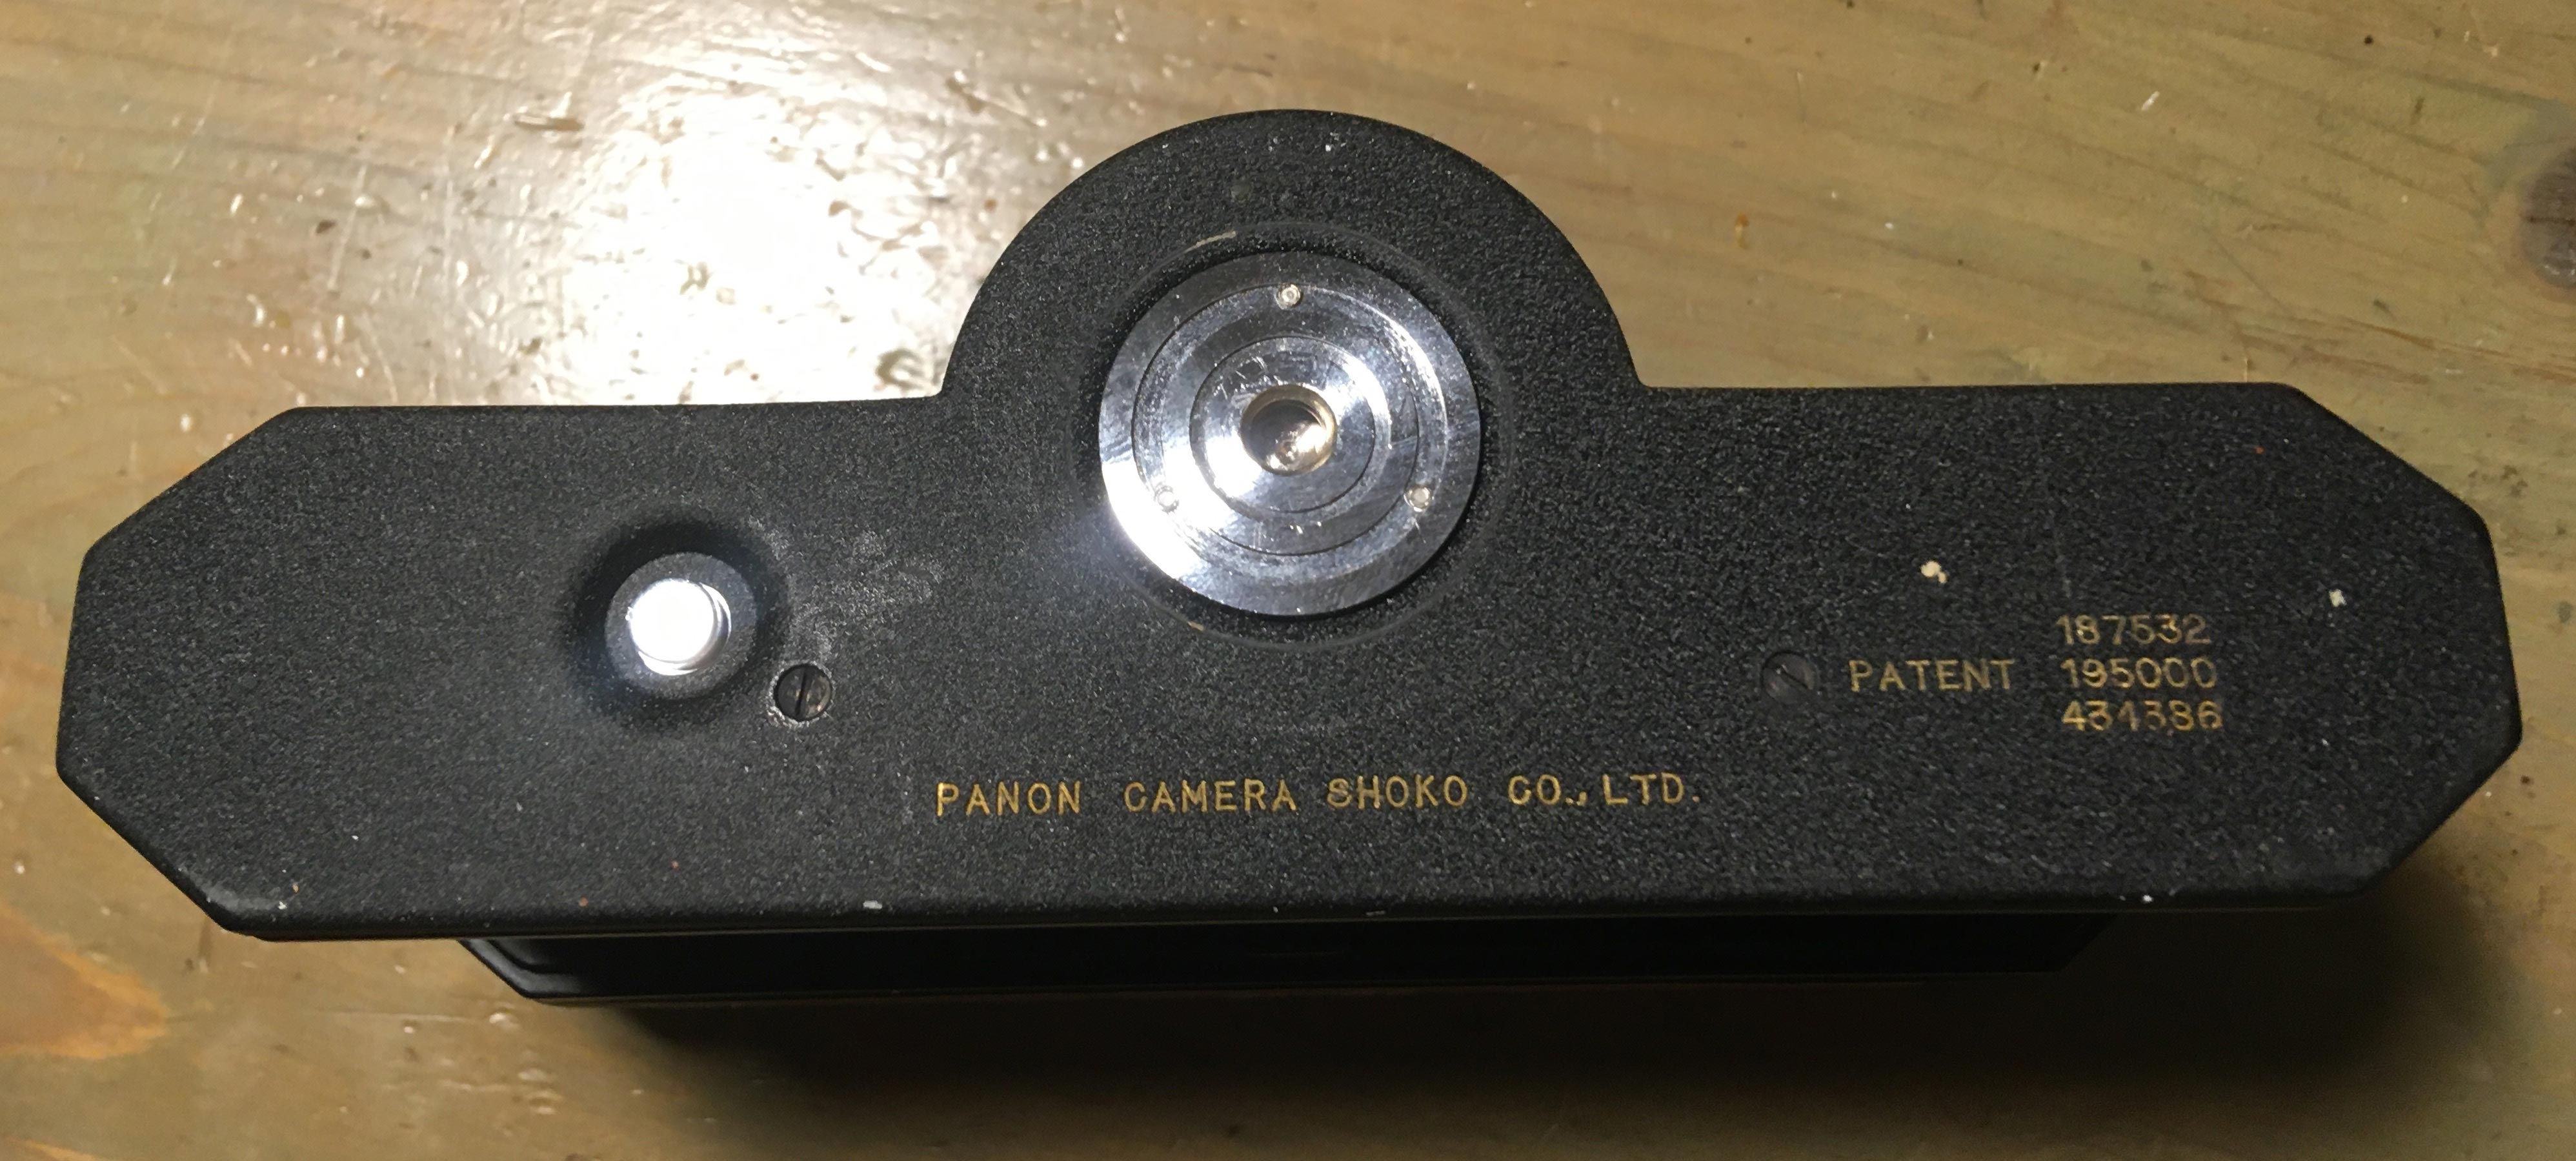 187532
PATENT 195000
434386
PANON CAMERA SHOKO CO., LTD.